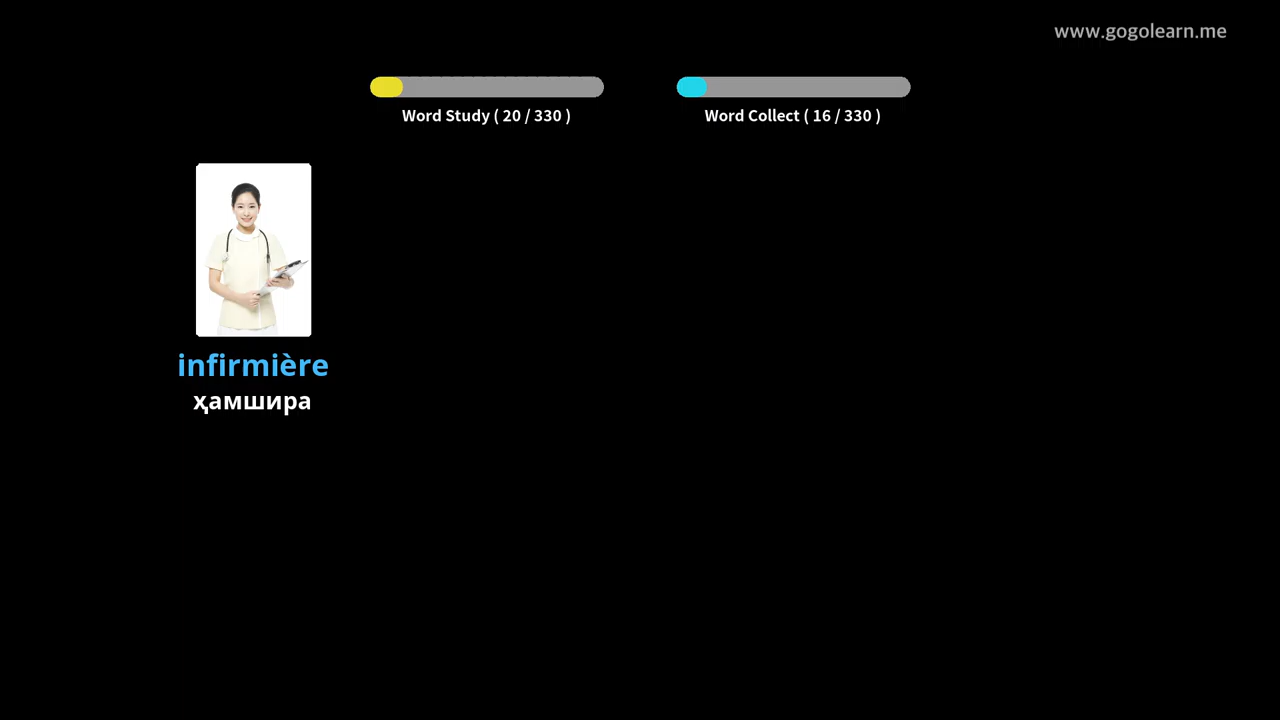 www.gogolearn.me
Word Study ( 20 / 330 )
Word Collect ( 16 / 330 )
infirmière
ҳамшира